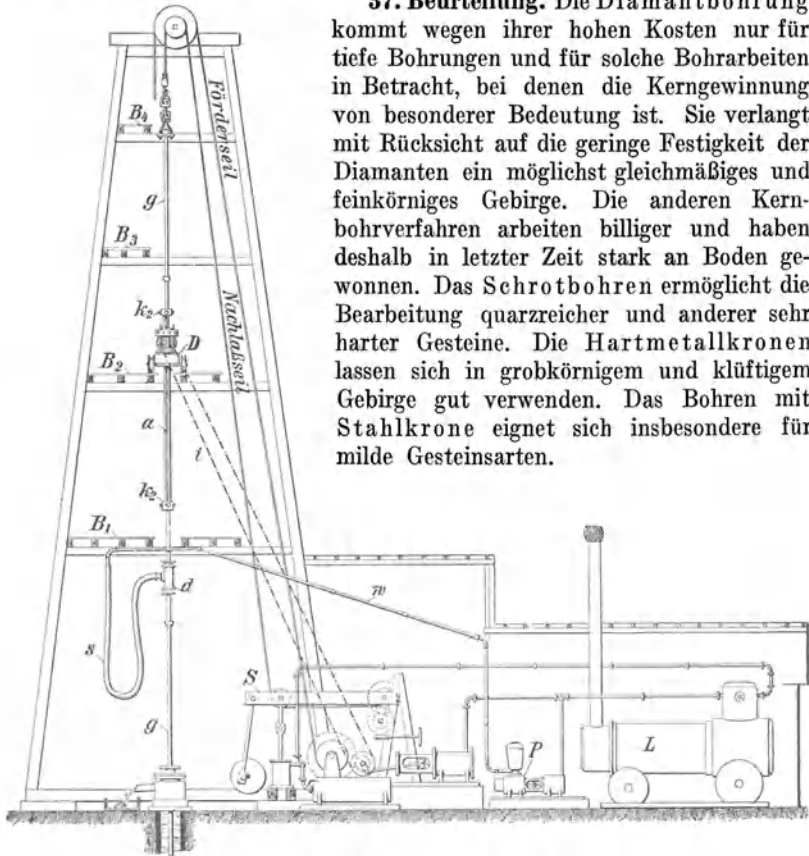 37. Beurteilung. Die Diamantbohrung
kommt wegen ihrer hohen Kosten nur für
tiefe Bohrungen und für solche Bohrarbeiten
in Betracht, bei denen die Kerngewinnung
von besonderer Bedeutung ist. Sie verlangt
mit Rücksicht auf die geringe Festigkeit der
Diamanten ein möglichst gleichmäßiges und
feinkörniges Gebirge. Die anderen Kern-
bohrverfahren arbeiten billiger und haben
deshalb in letzter Zeit stark an Boden ge-
wonnen. Das Schrotbohren ermöglicht die
Bearbeitung quarzreicher und anderer sehr
harter Gesteine. Die Hartmetallkronen
lassen sich in grobkörnigem und klüftigem
Gebirge gut verwenden. Das Bohren mit
Stahlkrone eignet sich insbesondere für
milde Gesteinsarten.
Förderseil
B4
g
B3
Nachlaßseil
k2
D
B2
a
t
k2
B1
d
w
s
S
g
P
L